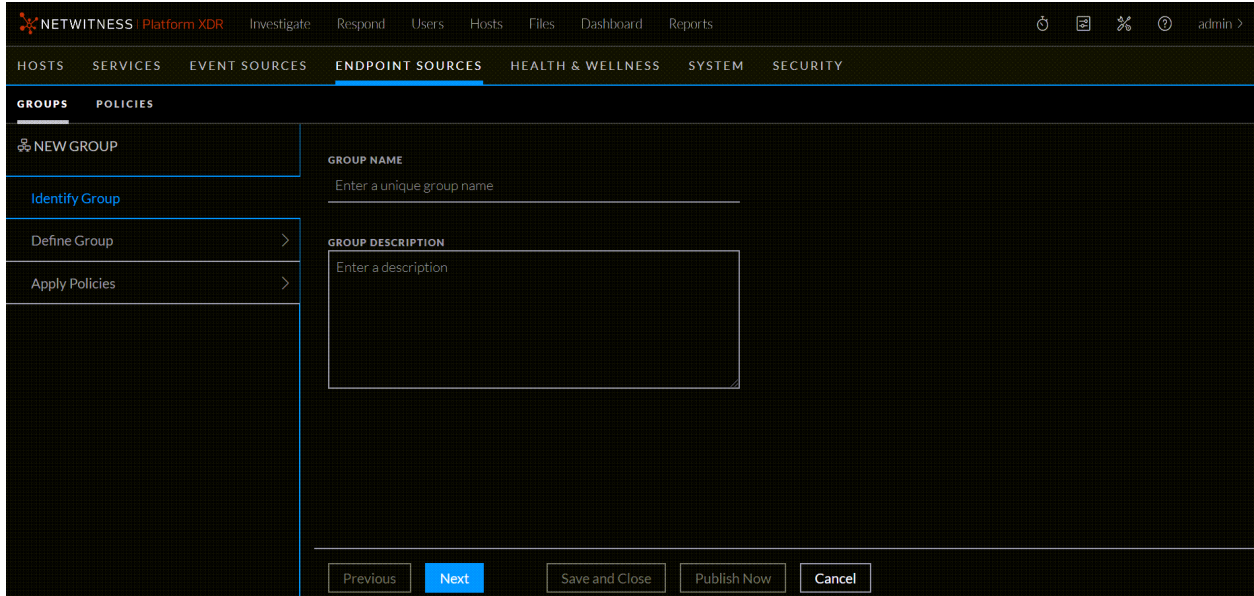 NETWITNESS Platform XDR Investigate Respond Users Hosts Files Dashboard Reports admin >
HOSTS SERVICES EVENT SOURCES ENDPOINT SOURCES HEALTH & WELLNESS SYSTEM SECURITY
GROUPS POLICIES
NEW GROUP
Identify Group
Define Group
Apply Policies
GROUP NAME
Enter a unique group name
GROUP DESCRIPTION
Enter a description
Previous Next Save and Close Publish Now Cancel